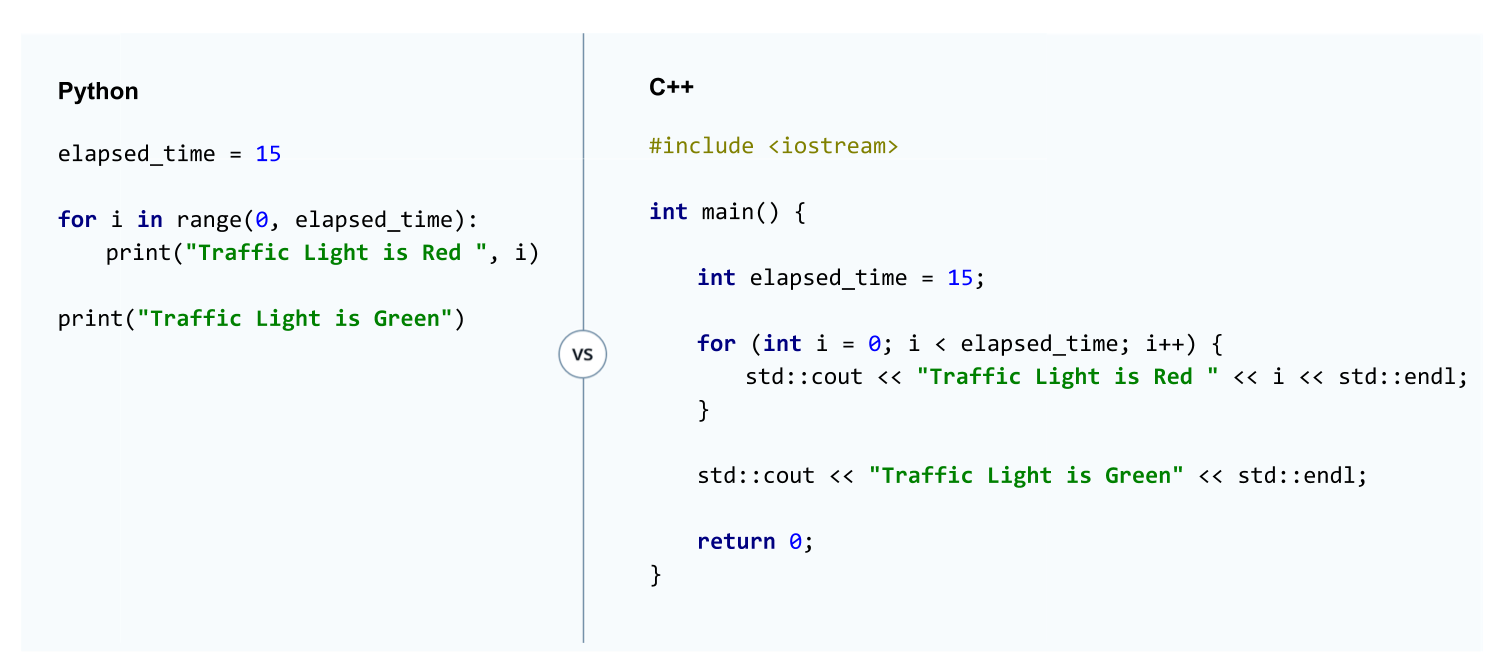 Python
elapsed_time = 15
for i in range(0, elapsed_time):
print("Traffic Light is Red ", i)
print("Traffic Light is Green")
VS
C++
#include <iostream>
int main() {
int elapsed_time = 15;
for (int i = 0; i < elapsed_time; i++) {
std::cout << "Traffic Light is Red " << i << std::endl;
}
std::cout << "Traffic Light is Green" << std::endl;
return 0;
}